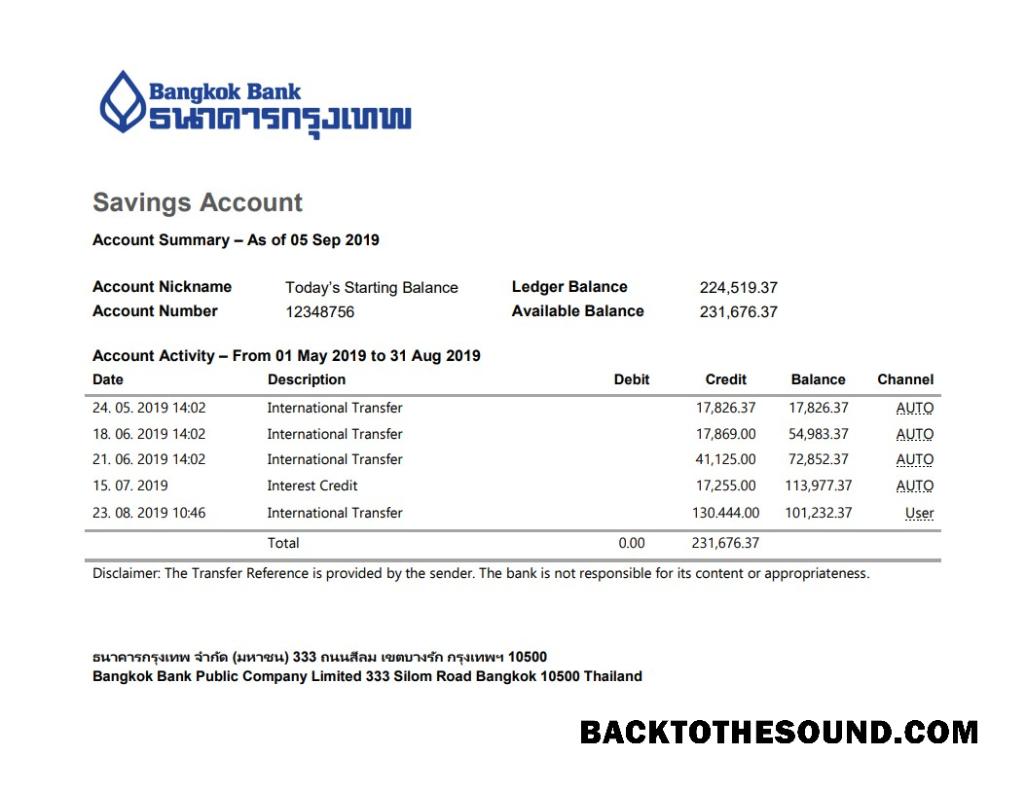 Bangkok Bank
ธนาคารกรุงเทพ
Savings Account
Account Summary – As of 05 Sep 2019
Account Nickname Today's Starting Balance Ledger Balance 224,519.37
Account Number 12348756 Available Balance 231,676.37
Account Activity – From 01 May 2019 to 31 Aug 2019
Date Description Debit Credit Balance Channel
24. 05. 2019 14:02 International Transfer 17,826.37 17,826.37 AUTO
18. 06. 2019 14:02 International Transfer 17,869.00 54,983.37 AUTO
21. 06. 2019 14:02 International Transfer 41,125.00 72,852.37 AUTO
15. 07. 2019 Interest Credit 17,255.00 113,977.37 AUTO
23. 08. 2019 10:46 International Transfer 130.444.00 101,232.37 User
Total 0.00 231,676.37
Disclaimer: The Transfer Reference is provided by the sender. The bank is not responsible for its content or appropriateness.
ธนาคารกรุงเทพ จำกัด (มหาชน) 333 ถนนสีลม เขตบางรัก กรุงเทพฯ 10500
Bangkok Bank Public Company Limited 333 Silom Road Bangkok 10500 Thailand
BACKTOTHESOUND.COM